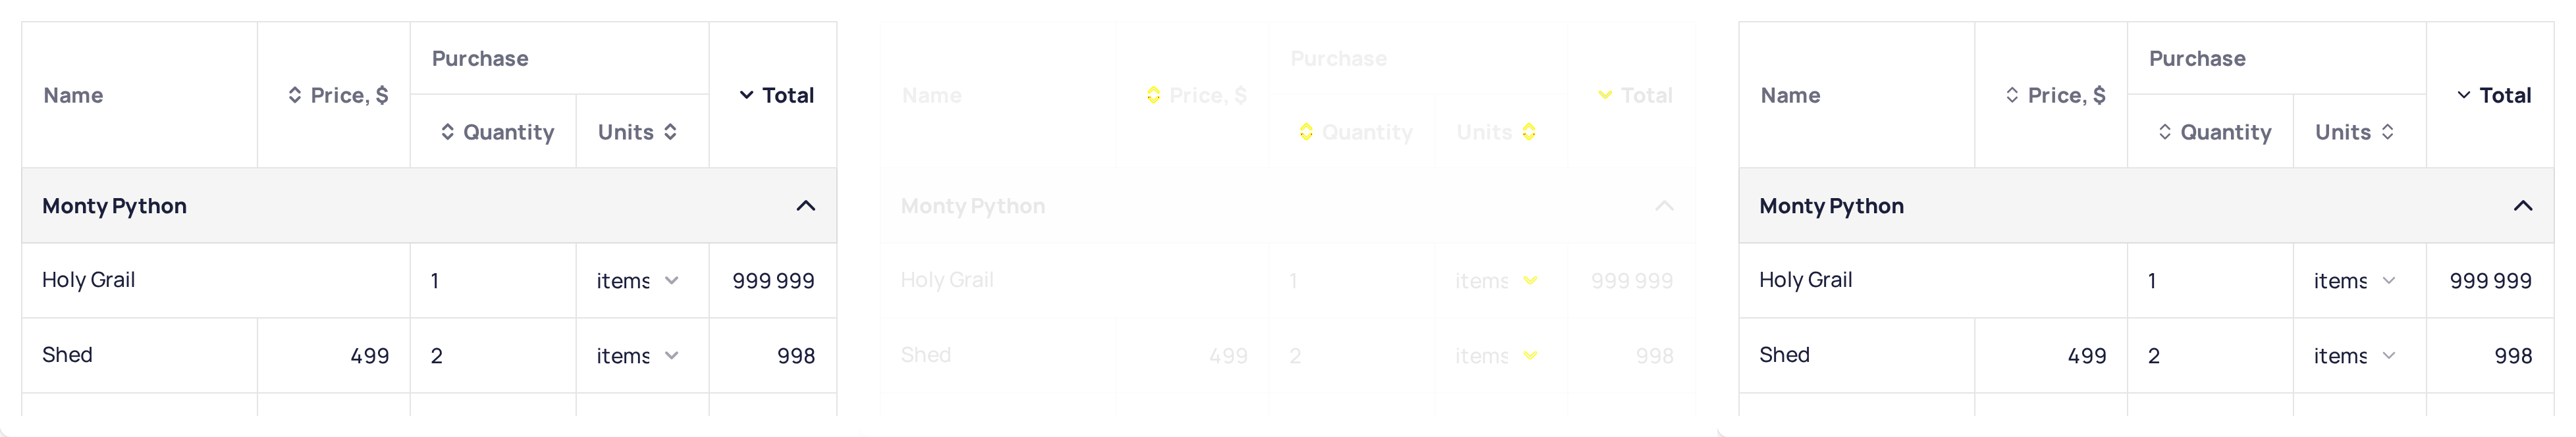 Purchase
Name Price, $ Total
Quantity Units
Monty Python
Holy Grail 1 items 999 999
Shed 499 2 items 998
Purchase
Name Price, $ Total
Quantity Units
Monty Python
Holy Grail 1 items 999 999
Shed 499 2 items 998
Purchase
Name Price, $ Total
Quantity Units
Monty Python
Holy Grail 1 items 999 999
Shed 499 2 items 998